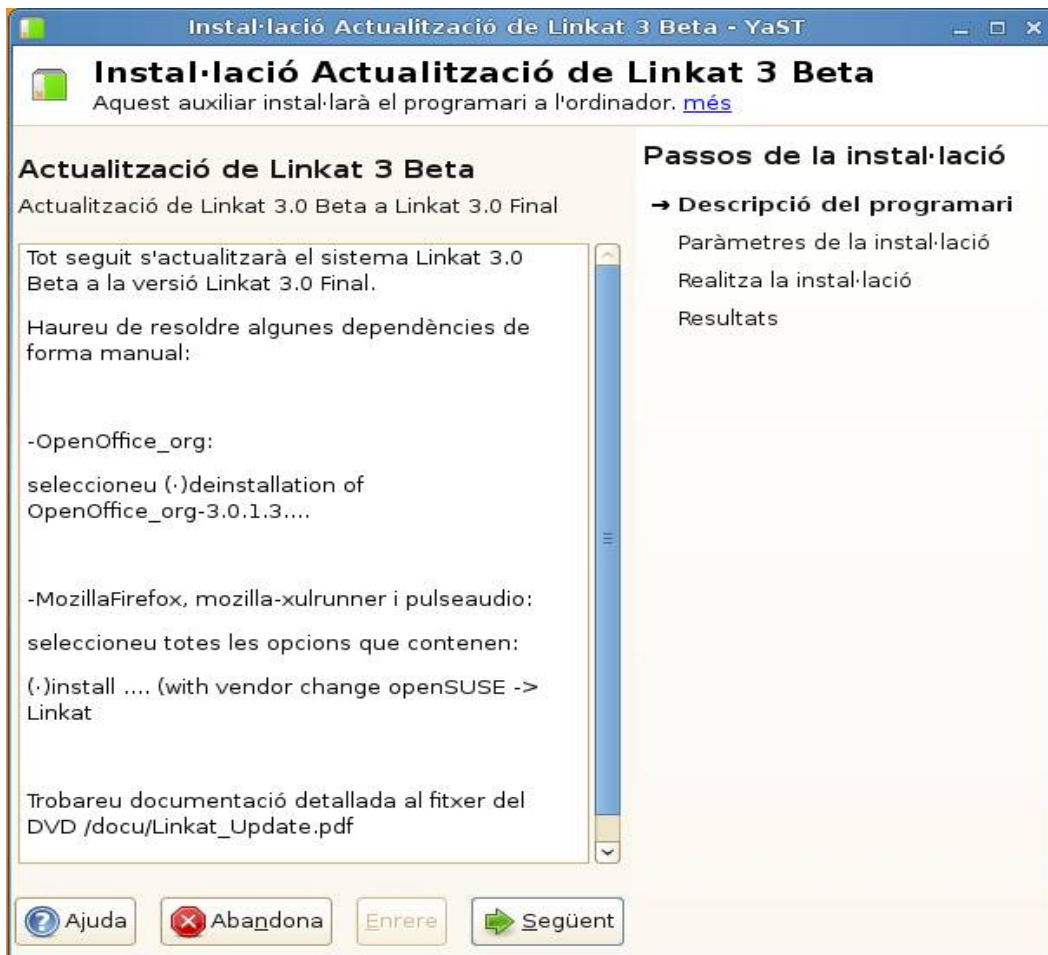 Instal·lació Actualització de Linkat 3 Beta - YaST
Instal·lació Actualització de Linkat 3 Beta
Aquest auxiliar instal·larà el programari a l'ordinador. més
Actualització de Linkat 3 Beta
Actualització de Linkat 3.0 Beta a Linkat 3.0 Final
Tot seguit s'actualitzarà el sistema Linkat 3.0
Beta a la versió Linkat 3.0 Final.
Haureu de resoldre algunes dependències de
forma manual:
-OpenOffice_org:
seleccioneu (·)deinstallation of
OpenOffice_org-3.0.1.3....
-MozillaFirefox, mozilla-xulrunner i pulseaudio:
seleccioneu totes les opcions que contenen:
(·)install .... (with vendor change openSUSE ->
Linkat
Trobareu documentació detallada al fitxer del
DVD /docu/Linkat_Update.pdf
Passos de la instal·lació
→ Descripció del programari
Paràmetres de la instal·lació
Realitza la instal·lació
Resultats
Ajuda
Abandona
Enrere
Següent